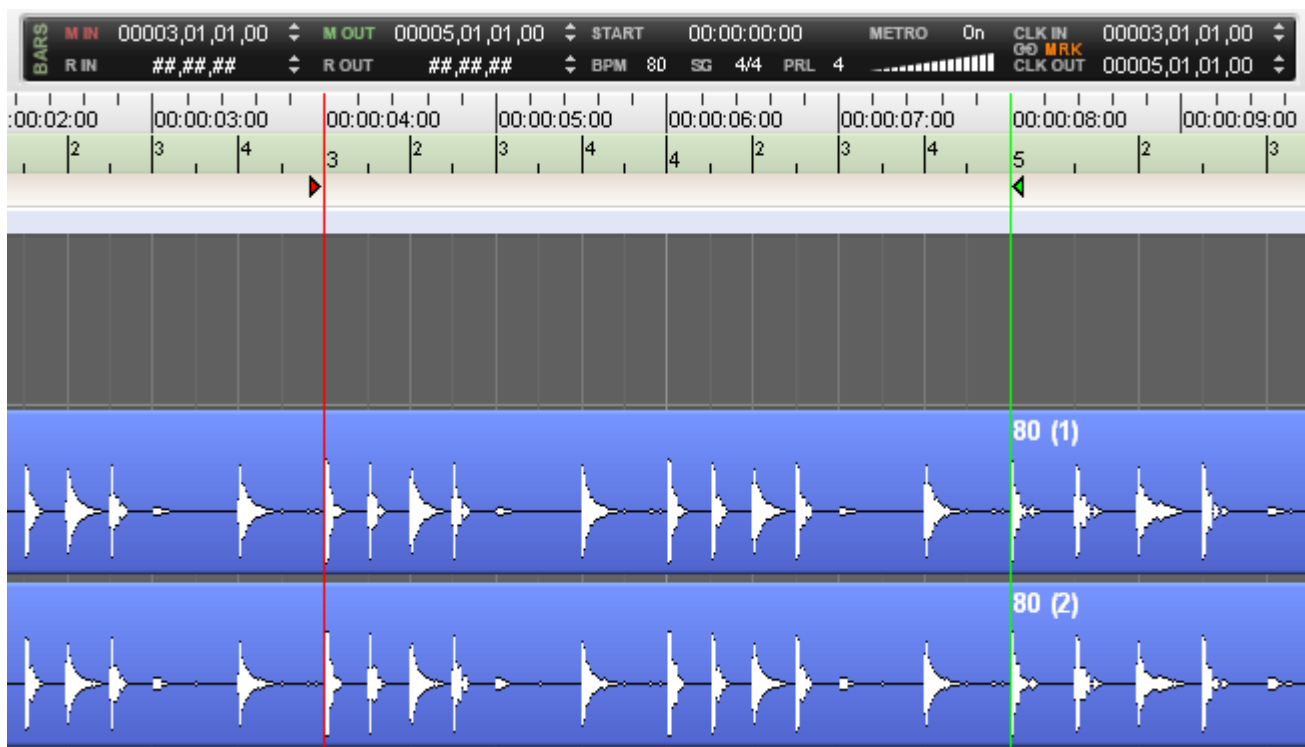 BARS
M IN 00003,01,01,00 M OUT 00005,01,01,00 START 00:00:00:00 METRO On CLK IN 00003,01,01,00
MRK
R IN ##,##,## R OUT ##,##,## BPM 80 SG 4/4 PRL 4 CLK OUT 00005,01,01,00
:00:02:00 00:00:03:00 00:00:04:00 00:00:05:00 00:00:06:00 00:00:07:00 00:00:08:00 00:00:09:00
2 3 4 3 2 3 4 4 2 3 4 5 2 3
80 (1)
80 (2)